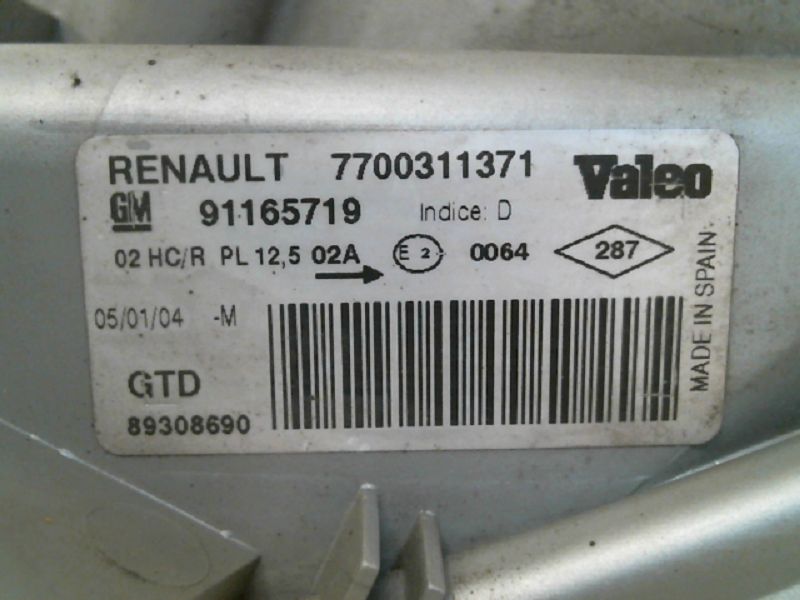 RENAULT 7700311371 Valeo
GM 91165719 Indice: D
02 HC/R PL 12,5 02A E 2 0064 287
05/01/04 -M
GTD
89308690
MADE IN SPAIN